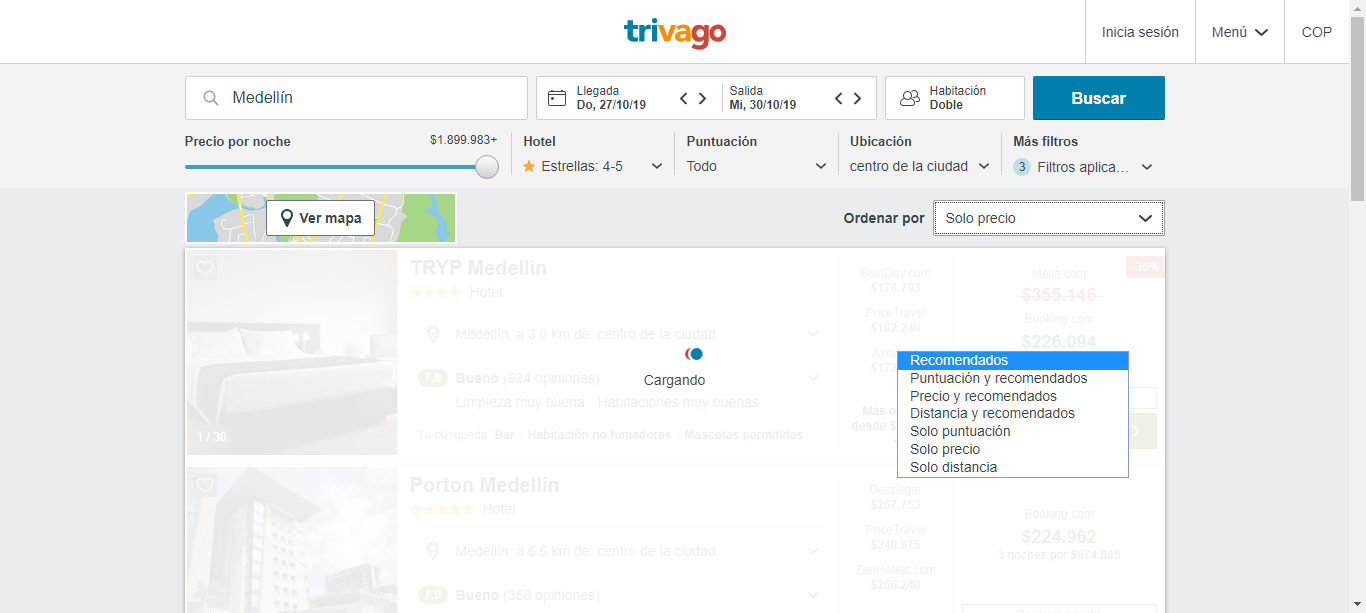 trivago
Inicia sesión
Menú
COP
Medellín
Llegada
Do, 27/10/19
Salida
Mi, 30/10/19
Habitación
Doble
Buscar
Precio por noche
$1.899.983+
Hotel
Estrellas: 4-5
Puntuación
Todo
Ubicación
centro de la ciudad
Más filtros
3 Filtros aplica...
Ver mapa
Ordenar por
Solo precio
TRYP Medellín
Hotel
Medellín, a 3.0 km de: centro de la ciudad
7.9 Bueno (624 opiniones)
Limpieza muy buena Habitaciones muy buenas
Tu búsqueda: Bar Habitación no fumadores Mascotas permitidas
1 / 30
Cargando
BestDay.com
$176.793
PriceTravel
$162.240
$172
Más o
desde $
-36%
Meliá.com
$355.146
Booking.com
$226.094
Recomendados
Puntuación y recomendados
Precio y recomendados
Distancia y recomendados
Solo puntuación
Solo precio
Solo distancia
Porton Medellin
Hotel
Medellín, a 6.6 km de: centro de la ciudad
7.9 Bueno (358 opiniones)
Despegar
$267.753
PriceTravel
$240.075
ZenHotels.com
$266.240
Booking.com
$224.962
3 noches por $674.885